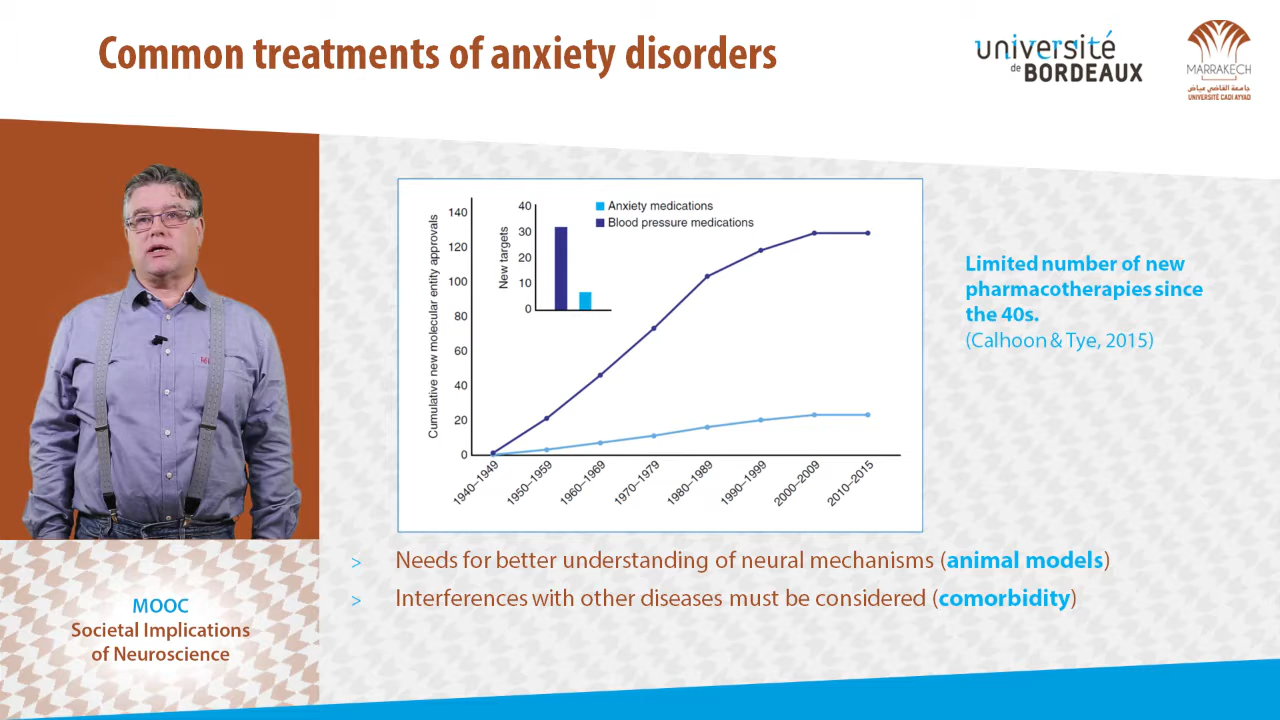 Common treatments of anxiety disorders
université
de BORDEAUX
MARRAKECH
جامعة القاضي عياض
UNIVERSITÉ CADI AYYAD
Anxiety medications
Blood pressure medications
New targets
40
30
20
10
0
Cumulative new molecular entity approvals
140
120
100
80
60
40
20
0
1940–1949
1950–1959
1960–1969
1970–1979
1980–1989
1990–1999
2000–2009
2010–2015
Limited number of new
pharmacotherapies since
the 40s.
(Calhoon & Tye, 2015)
> Needs for better understanding of neural mechanisms (animal models)
> Interferences with other diseases must be considered (comorbidity)
MOOC
Societal Implications
of Neuroscience